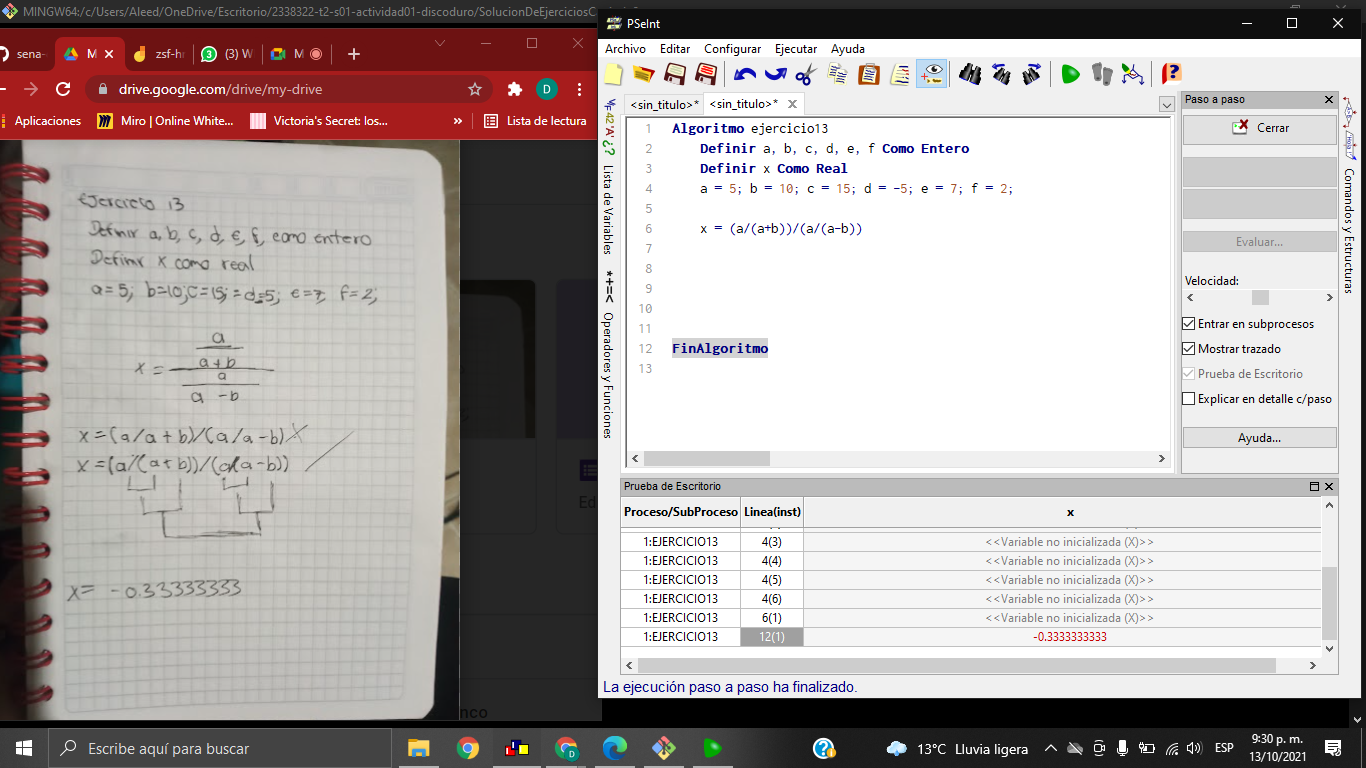 MINGW64:/c/Users/Aleed/OneDrive/Escritorio/2338322-t2-s01-actividad01-discoduro/SolucionDeEjerciciosC
sena-
M
zsf-hr
(3) W
M
drive.google.com/drive/my-drive
D
Aplicaciones
Miro | Online White...
Victoria's Secret: los...
»
Lista de lectura
Ejercicio 13
Definir a, b, c, d, e, f, como entero
Definir x como real
a=5; b=10; c=15; =d=5; e=7, f=2;
x = a
a+b
a
a - b
x=(a/a+b)/(a/a-b) X
x=(a/(a+b))/(a/(a-b)) /
x= -0.33333333
Ed
nco
PSeInt
Archivo Editar Configurar Ejecutar Ayuda
<sin_titulo>* <sin_titulo>*
Lista de Variables
*+=<
Operadores y Funciones
1 Algoritmo ejercicio13
2 Definir a, b, c, d, e, f Como Entero
3 Definir x Como Real
4 a = 5; b = 10; c = 15; d = -5; e = 7; f = 2;
5
6 x = (a/(a+b))/(a/(a-b))
7
8
9
10
11
12 FinAlgoritmo
13
Paso a paso
Cerrar
Evaluar...
Velocidad:
Entrar en subprocesos
Mostrar trazado
Prueba de Escritorio
Explicar en detalle c/paso
Ayuda...
Comandos y Estructuras
Prueba de Escritorio
Proceso/SubProceso Linea(inst) x
1:EJERCICIO13 4(3) <<Variable no inicializada (X)>>
1:EJERCICIO13 4(4) <<Variable no inicializada (X)>>
1:EJERCICIO13 4(5) <<Variable no inicializada (X)>>
1:EJERCICIO13 4(6) <<Variable no inicializada (X)>>
1:EJERCICIO13 6(1) <<Variable no inicializada (X)>>
1:EJERCICIO13 12(1) -0.3333333333
La ejecución paso a paso ha finalizado.
Escribe aquí para buscar
13°C Lluvia ligera
ESP
9:30 p. m.
13/10/2021